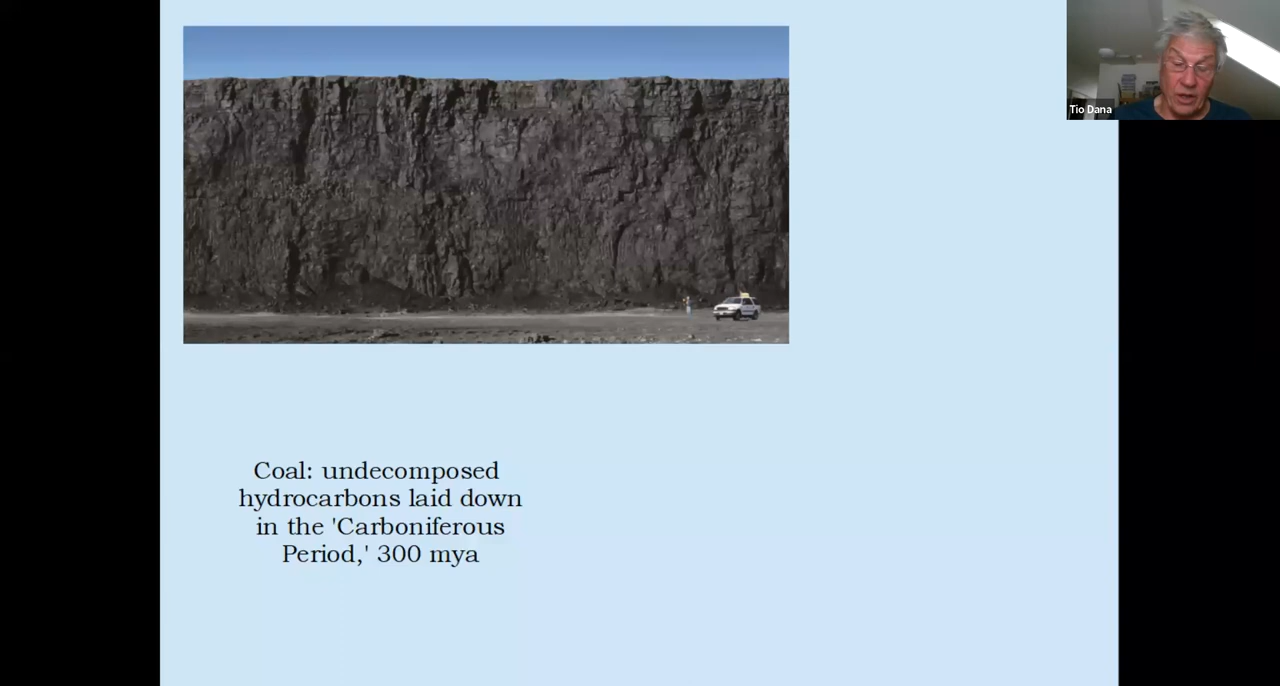 Tio Dana
Coal: undecomposed
hydrocarbons laid down
in the 'Carboniferous
Period,' 300 mya